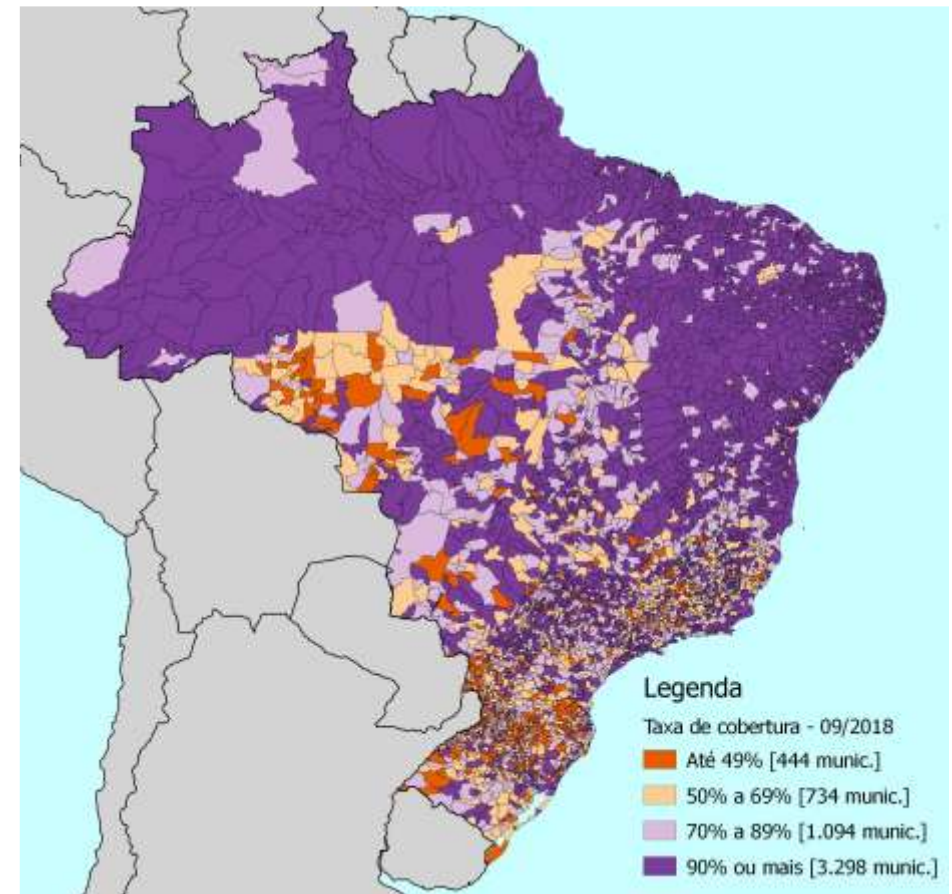 Legenda
Taxa de cobertura - 09/2018
Até 49% [444 munic.]
50% a 69% [734 munic.]
70% a 89% [1.094 munic.]
90% ou mais [3.298 munic.]